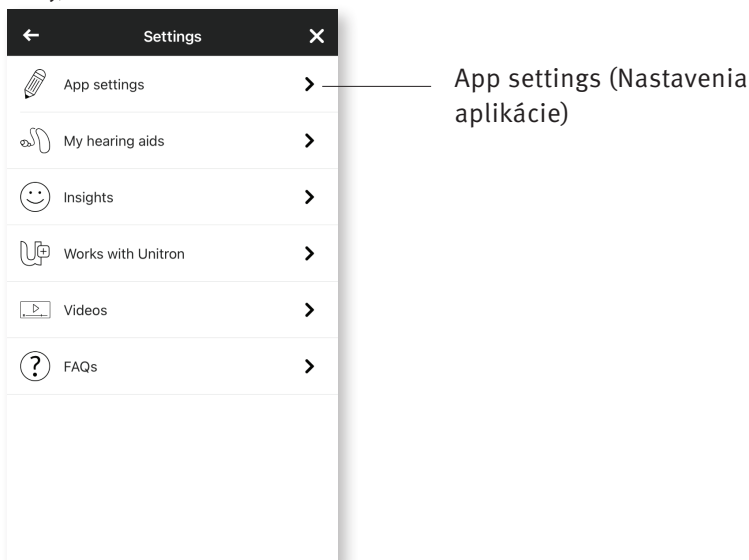 Settings
App settings
App settings (Nastavenia
aplikácie)
My hearing aids
Insights
Works with Unitron
Videos
FAQs